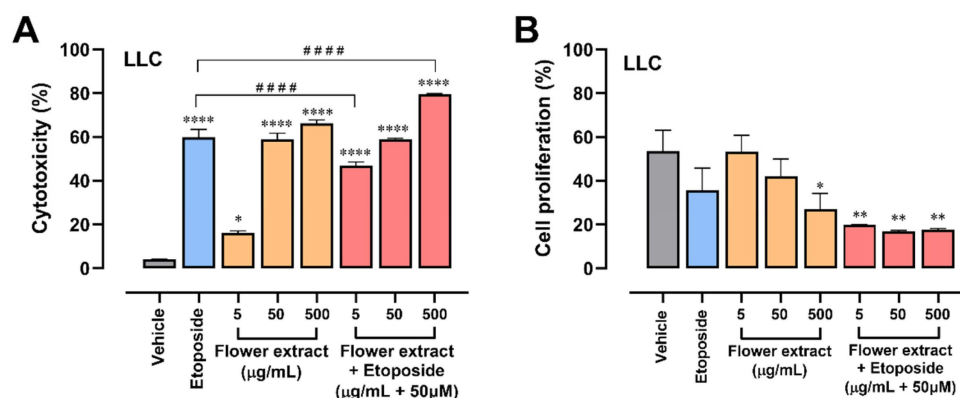 A
B
LLC
LLC
Cytotoxicity (%)
100
80
60
40
20
0
####
####
****
*
****
****
****
****
****
Vehicle
Etoposide
5 50 500 5 50 500
Flower extract
(μg/mL)
Flower extract
+ Etoposide
(μg/mL + 50μM)
Cell proliferation (%)
100
80
60
40
20
0
*
**
**
**
Vehicle
Etoposide
5 50 500 5 50 500
Flower extract
(μg/mL)
Flower extract
+ Etoposide
(μg/mL + 50μM)